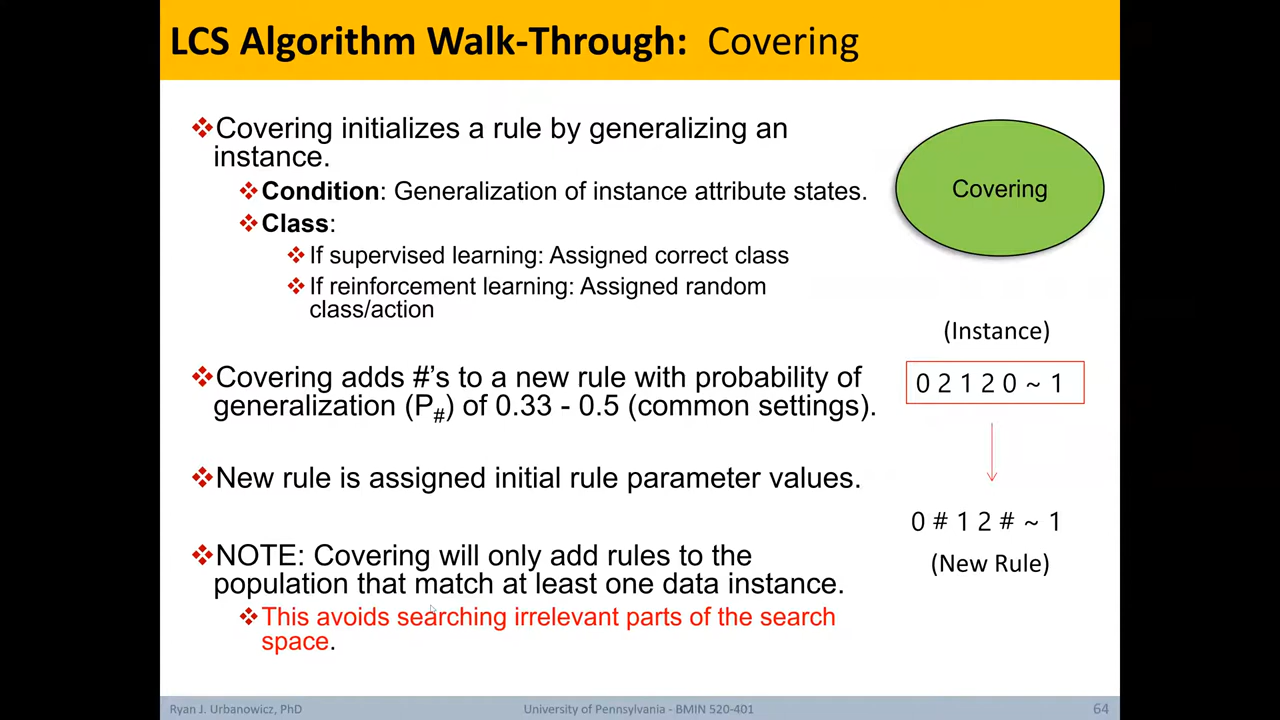 LCS Algorithm Walk-Through: Covering
❖Covering initializes a rule by generalizing an
instance.
❖Condition: Generalization of instance attribute states.
❖Class:
❖If supervised learning: Assigned correct class
❖If reinforcement learning: Assigned random
class/action
❖Covering adds #’s to a new rule with probability of
generalization (P#) of 0.33 - 0.5 (common settings).
❖New rule is assigned initial rule parameter values.
❖NOTE: Covering will only add rules to the
population that match at least one data instance.
❖This avoids searching irrelevant parts of the search
space.
Covering
(Instance)
0 2 1 2 0 ~ 1
0 # 1 2 # ~ 1
(New Rule)
Ryan J. Urbanowicz, PhD
University of Pennsylvania - BMIN 520-401
64